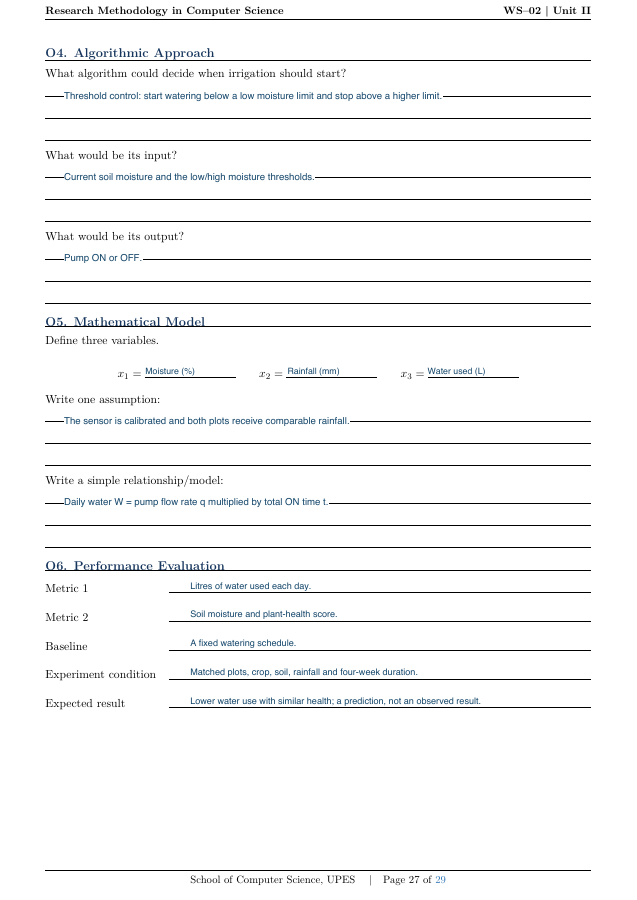 Research Methodology in Computer Science WS–02 | Unit II
O4. Algorithmic Approach
What algorithm could decide when irrigation should start?
Threshold control: start watering below a low moisture limit and stop above a higher limit.
What would be its input?
Current soil moisture and the low/high moisture thresholds.
What would be its output?
Pump ON or OFF.
O5. Mathematical Model
Define three variables.
x₁ = Moisture (%) x₂ = Rainfall (mm) x₃ = Water used (L)
Write one assumption:
The sensor is calibrated and both plots receive comparable rainfall.
Write a simple relationship/model:
Daily water W = pump flow rate q multiplied by total ON time t.
O6. Performance Evaluation
Metric 1 Litres of water used each day.
Metric 2 Soil moisture and plant-health score.
Baseline A fixed watering schedule.
Experiment condition Matched plots, crop, soil, rainfall and four-week duration.
Expected result Lower water use with similar health; a prediction, not an observed result.
School of Computer Science, UPES | Page 27 of 29